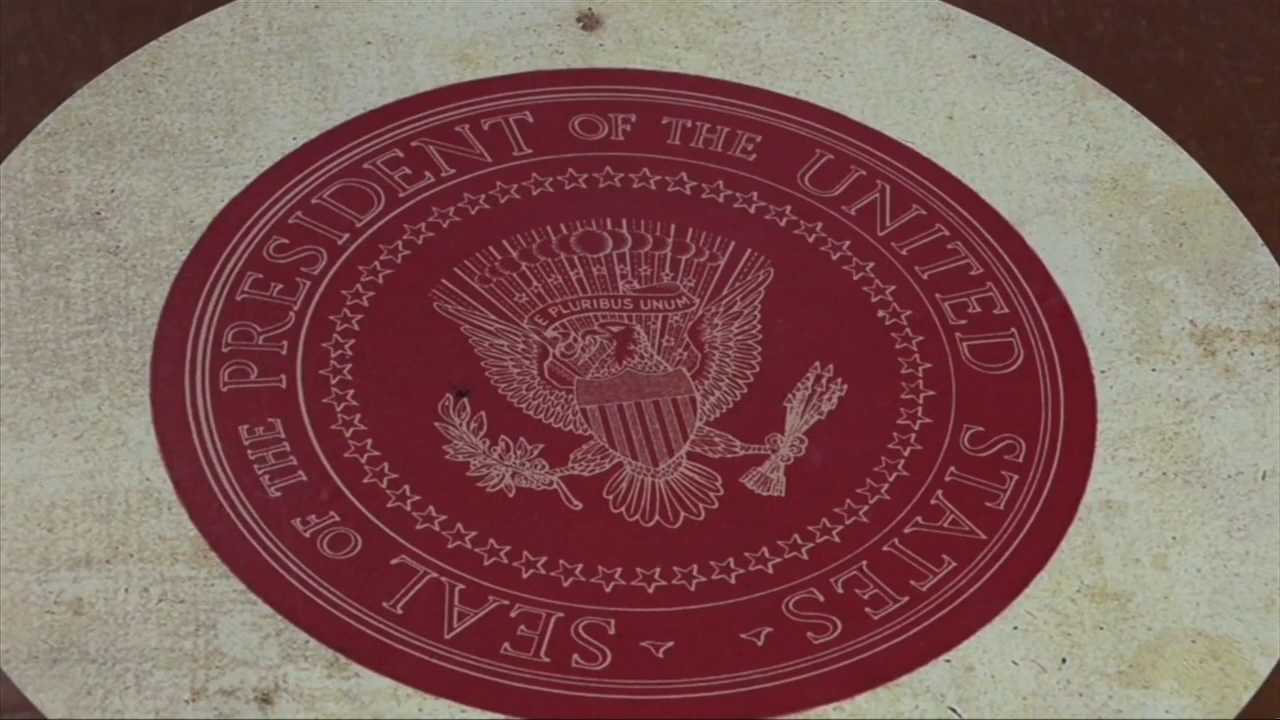 SEAL OF THE PRESIDENT OF THE UNITED STATES
E PLURIBUS UNUM